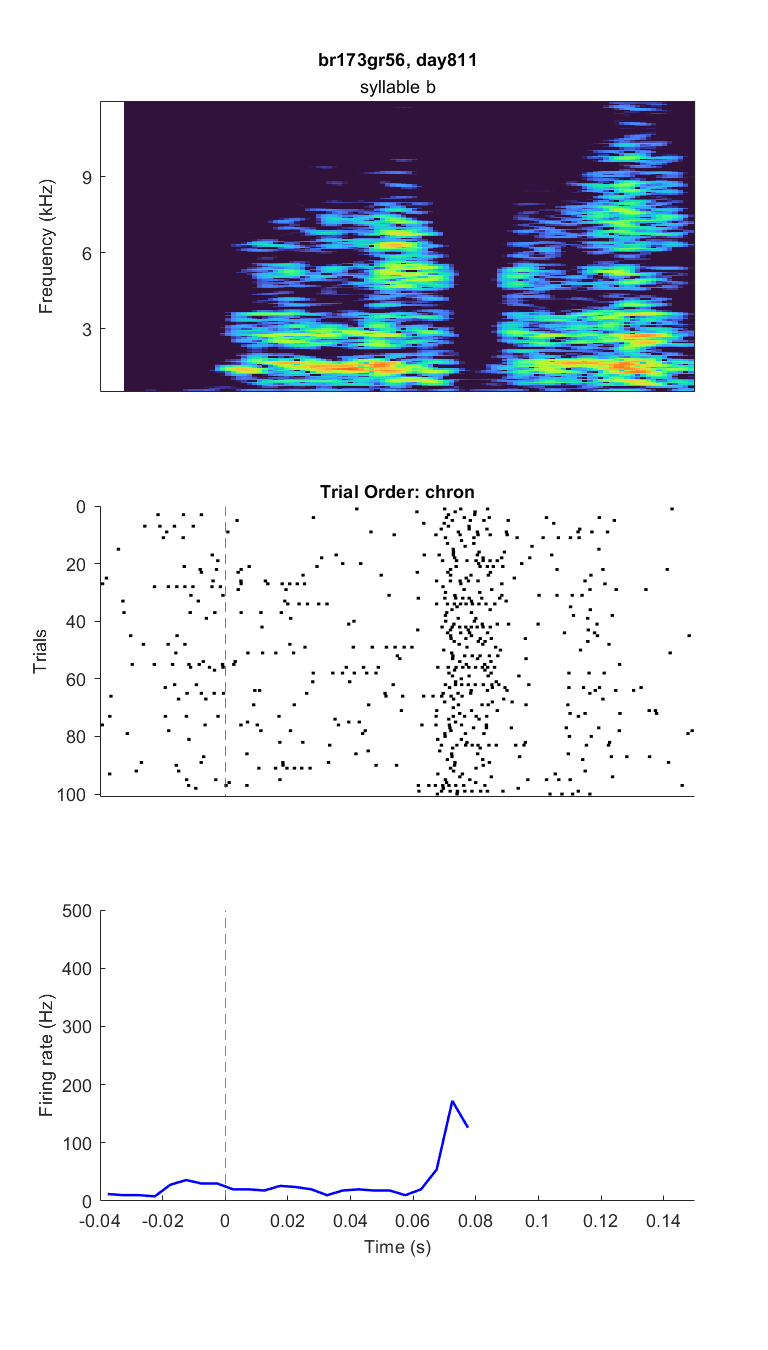 br173gr56, day811
syllable b
Frequency (kHz)
9
6
3
Trial Order: chron
Trials
0
20
40
60
80
100
Firing rate (Hz)
500
400
300
200
100
0
-0.04 -0.02 0 0.02 0.04 0.06 0.08 0.1 0.12 0.14
Time (s)